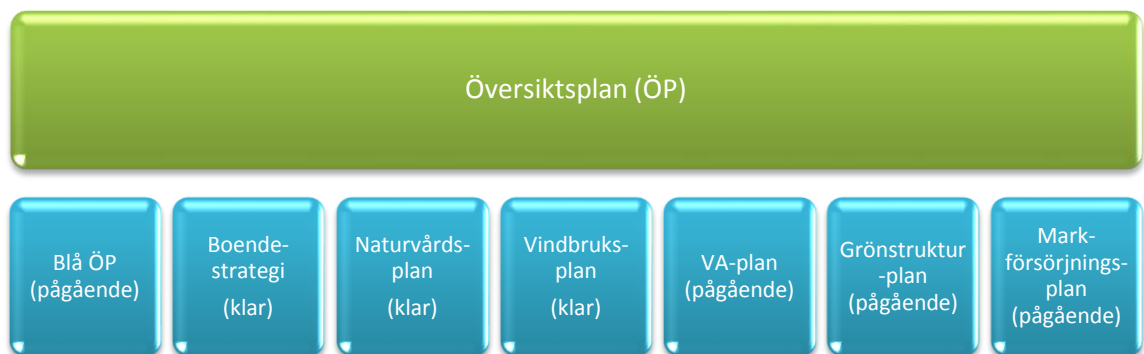 Översiktsplan (ÖP)
Blå ÖP
(pågående)
Boende-
strategi
(klar)
Naturvårds-
plan
(klar)
Vindbruks-
plan
(klar)
VA-plan
(pågående)
Grönstruktur
-plan
(pågående)
Mark-
försörjnings-
plan
(pågående)